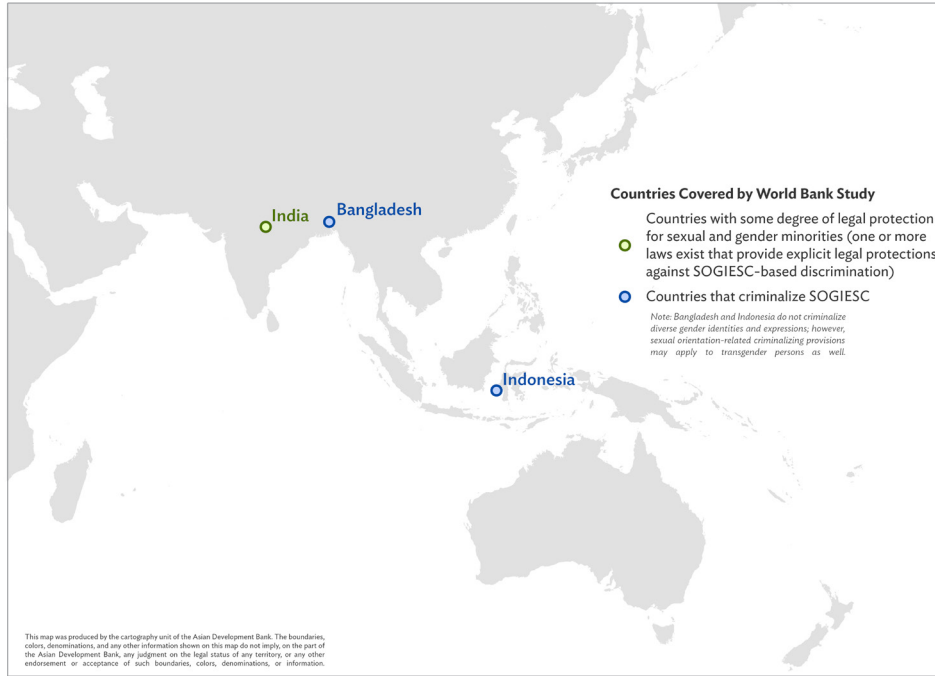 India
Bangladesh
Indonesia
Countries Covered by World Bank Study
Countries with some degree of legal protection
for sexual and gender minorities (one or more
laws exist that provide explicit legal protections
against SOGIESC-based discrimination)
Countries that criminalize SOGIESC
Note: Bangladesh and Indonesia do not criminalize
diverse gender identities and expressions; however,
sexual orientation-related criminalizing provisions
may apply to transgender persons as well.
This map was produced by the cartography unit of the Asian Development Bank. The boundaries,
colors, denominations, and any other information shown on this map do not imply, on the part of
the Asian Development Bank, any judgment on the legal status of any territory, or any other
endorsement or acceptance of such boundaries, colors, denominations, or information.